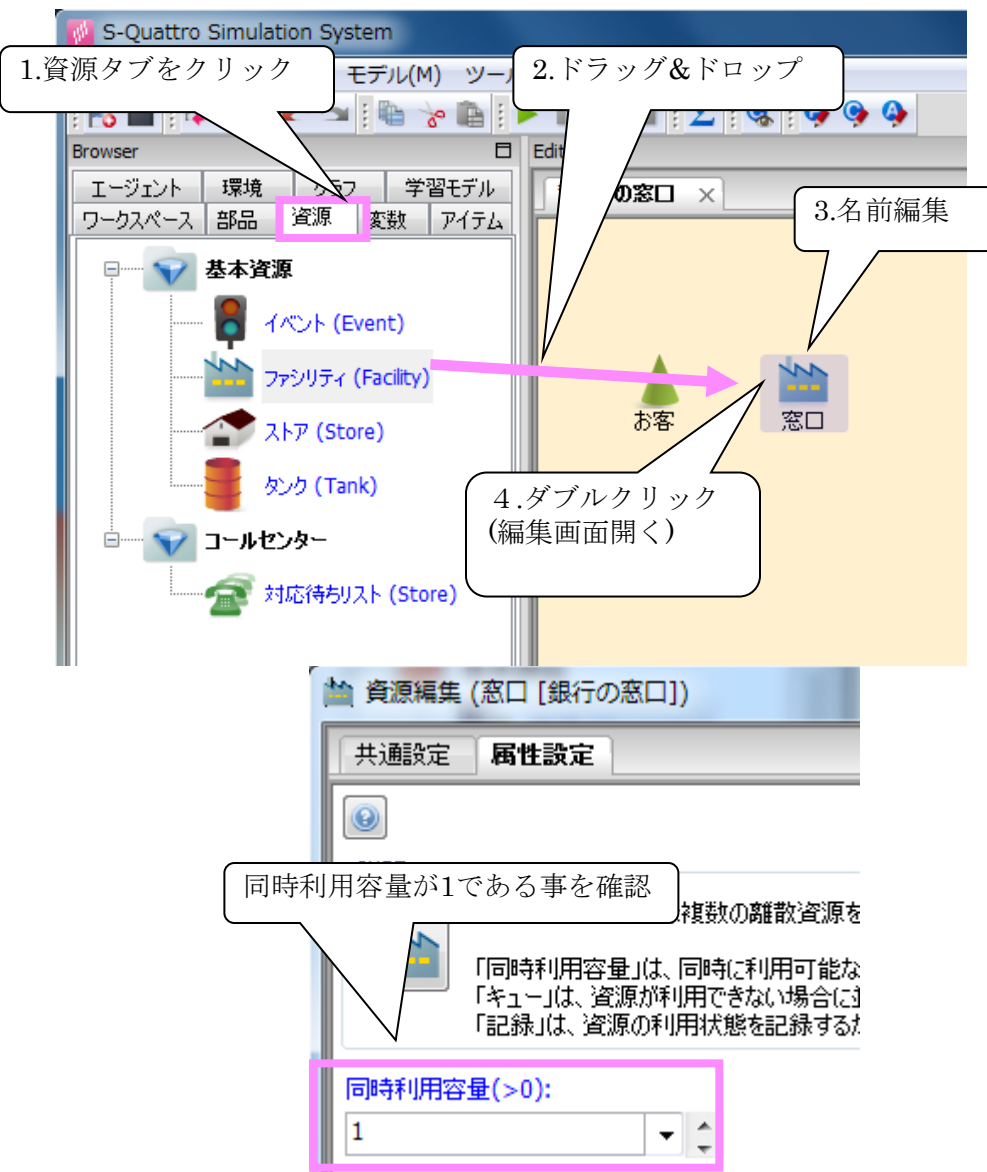 S-Quattro Simulation System
1.資源タブをクリック
モデル(M) ツー
2.ドラッグ&ドロップ
Browser
Edit
エージェント 環境 学習モデル
ワークスペース 部品 資源 変数 アイテム
の窓口
3.名前編集
基本資源
イベント (Event)
ファシリティ (Facility)
ストア (Store)
タンク (Tank)
お客
窓口
4.ダブルクリック
(編集画面開く)
コールセンター
対応待ちリスト (Store)
資源編集 (窓口 [銀行の窓口])
共通設定 属性設定
同時利用容量が1である事を確認
複数の離散資源を
「同時利用容量」は、同時に利用可能な
「キュー」は、資源が利用できない場合に
「記録」は、資源の利用状態を記録する
同時利用容量(>0):
1